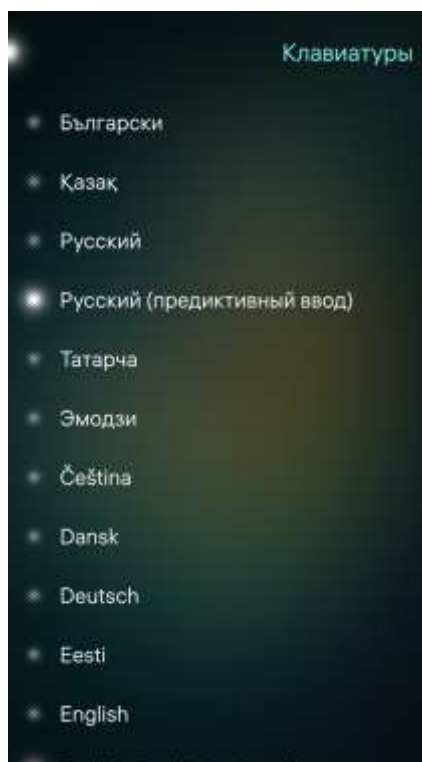 Клавиатуры
Български
Қазақ
Русский
Русский (предиктивный ввод)
Татарча
Эмодзи
Čeština
Dansk
Deutsch
Eesti
English